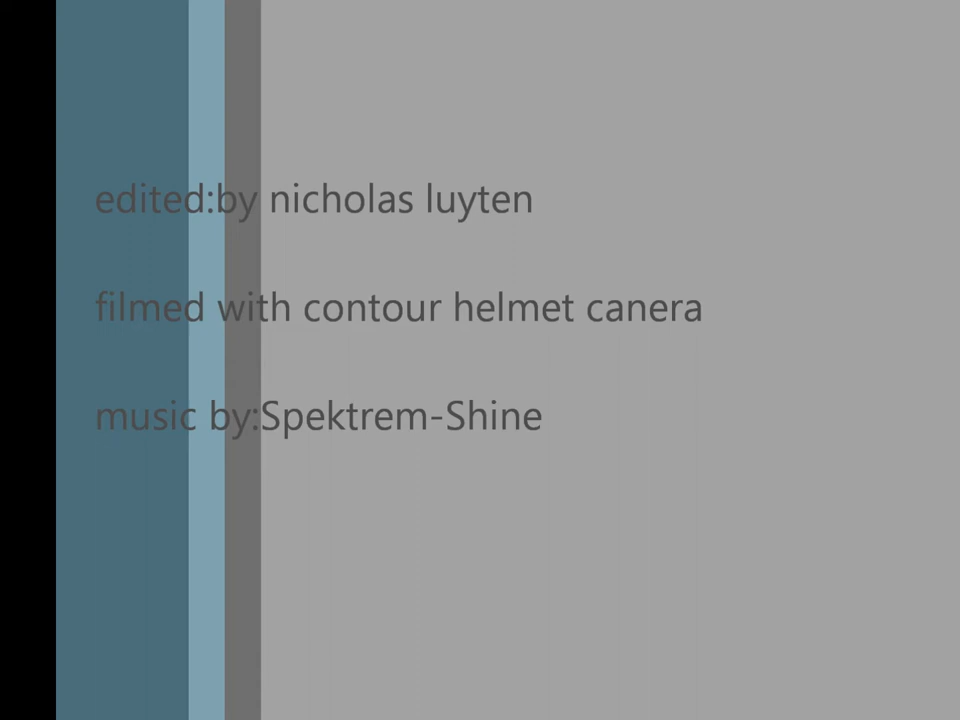 edited:by nicholas luyten
filmed with contour helmet canera
music by:Spektrem-Shine